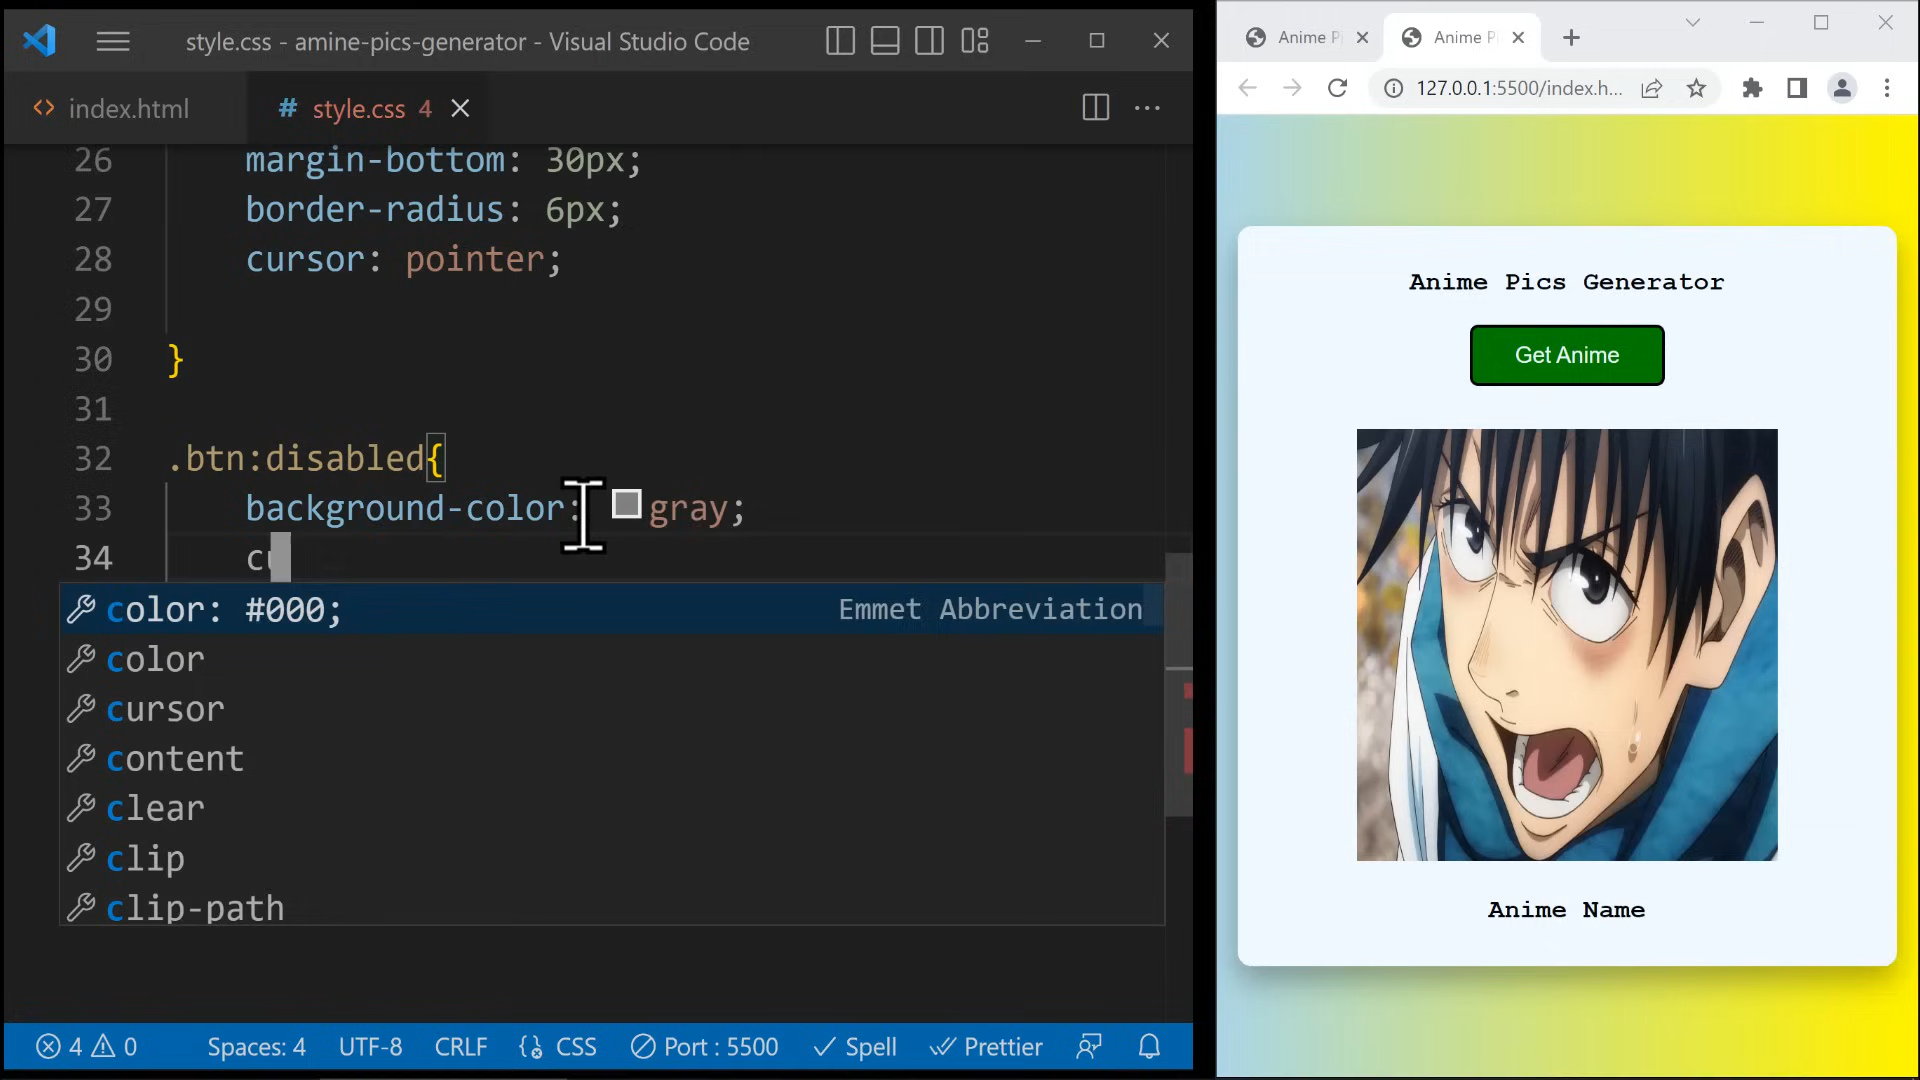 style.css - amine-pics-generator - Visual Studio Code
index.html
# style.css 4
26 margin-bottom: 30px;
27 border-radius: 6px;
28 cursor: pointer;
29
30 }
31
32 .btn:disabled{
33 background-color: gray;
34 cu
color: #000; Emmet Abbreviation
color
cursor
content
clear
clip
clip-path
4 0 Spaces: 4 UTF-8 CRLF CSS Port : 5500 Spell Prettier
Anime P
Anime P
127.0.0.1:5500/index.h...
Anime Pics Generator
Get Anime
Anime Name